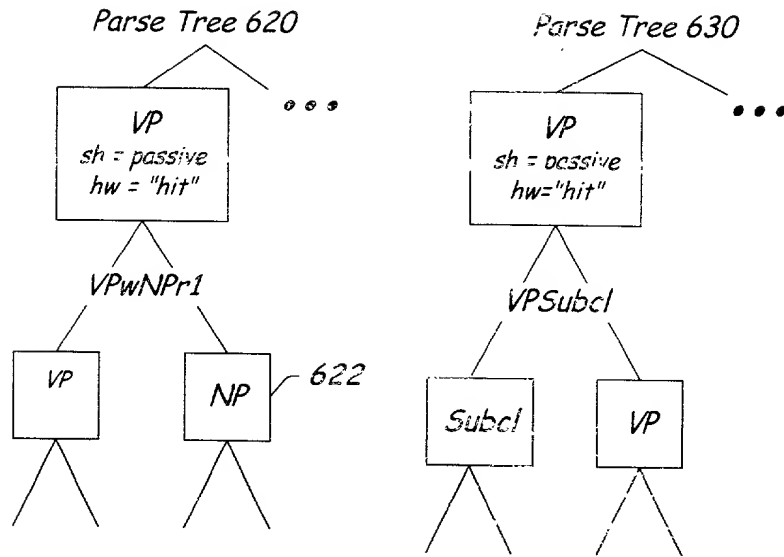 Parse Tree 620
VP
sh = passive
hw = "hit"
VPwNPr1
VP
NP
622
Parse Tree 630
VP
sh = passive
hw="hit"
VPSubcl
Subcl
VP